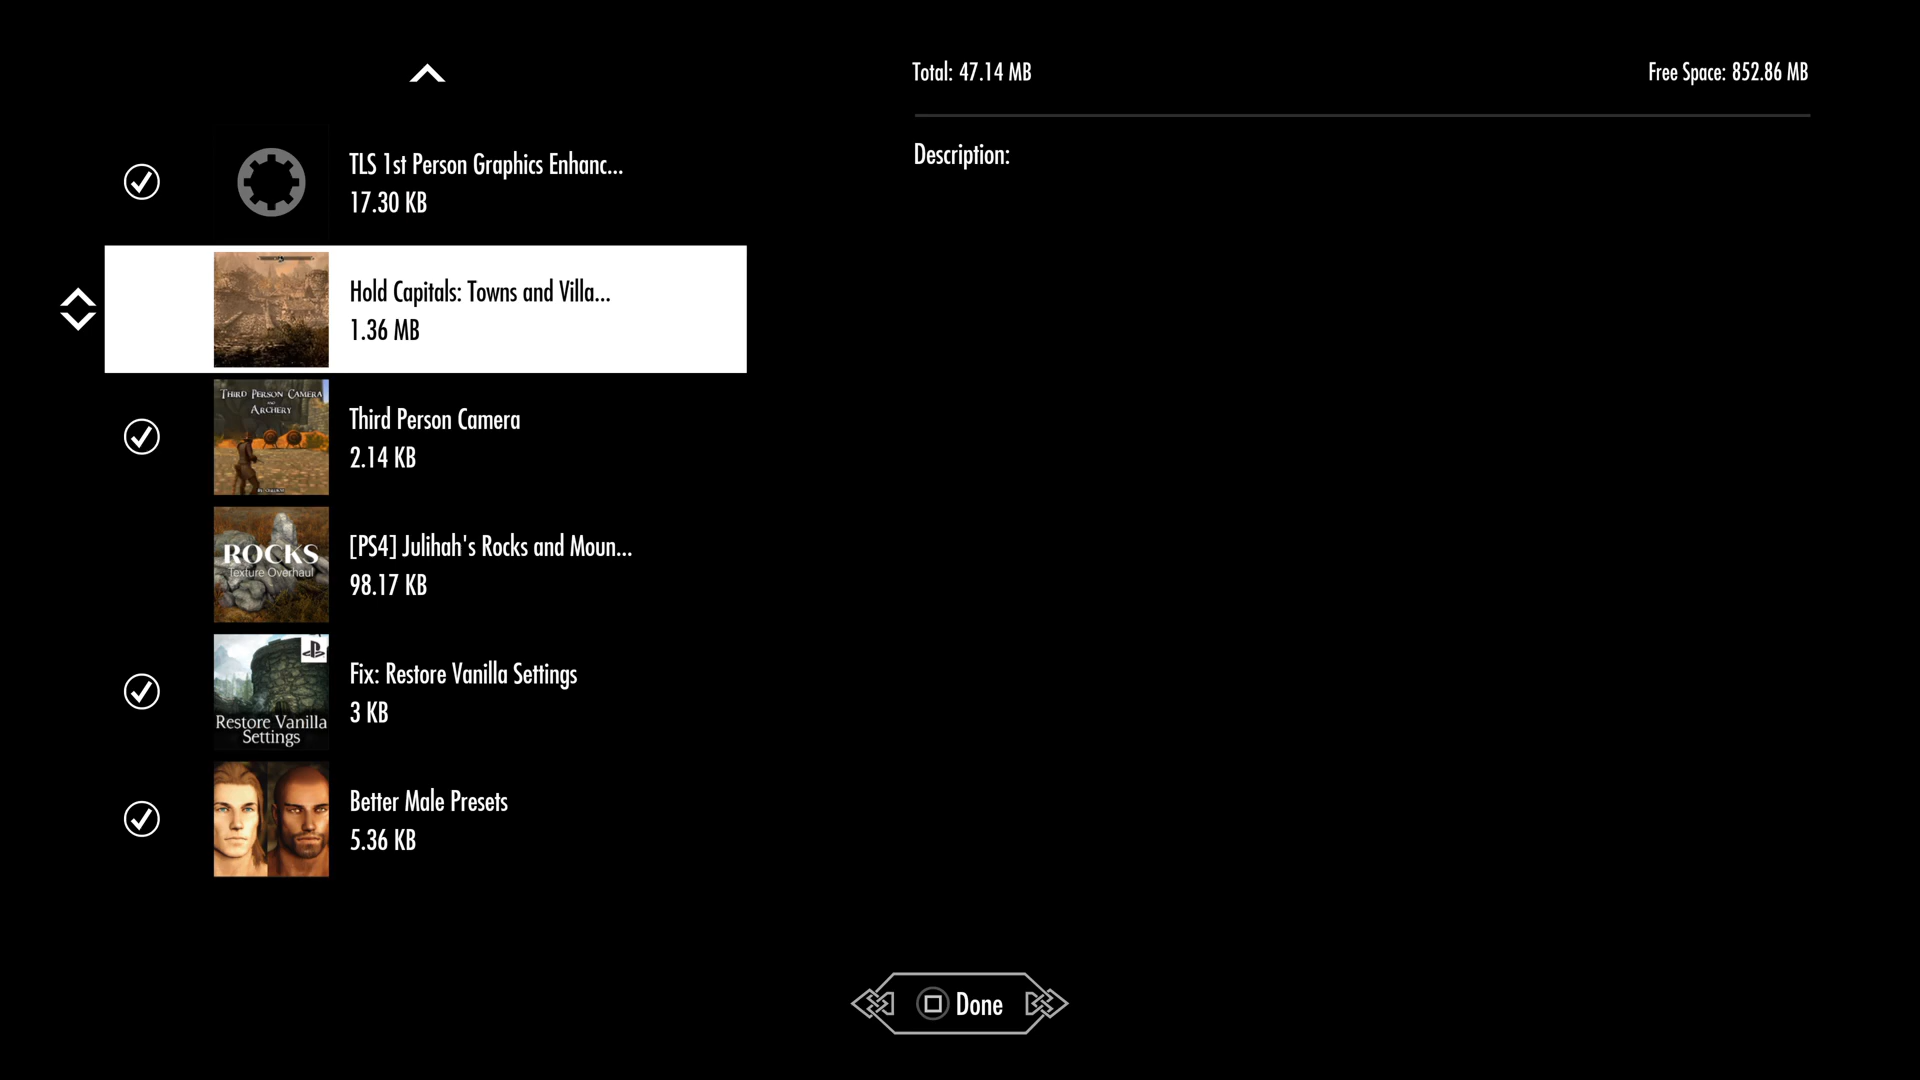 Total: 47.14 MB
Free Space: 852.86 MB
Description:
TLS 1st Person Graphics Enhanc...
17.30 KB
Hold Capitals: Towns and Villa...
1.36 MB
THIRD PERSON CAMERA
AND
ARCHERY
Third Person Camera
2.14 KB
ROCKS
Texture Overhaul
[PS4] Julihah's Rocks and Moun...
98.17 KB
Restore Vanilla
Settings
Fix: Restore Vanilla Settings
3 KB
Better Male Presets
5.36 KB
Done